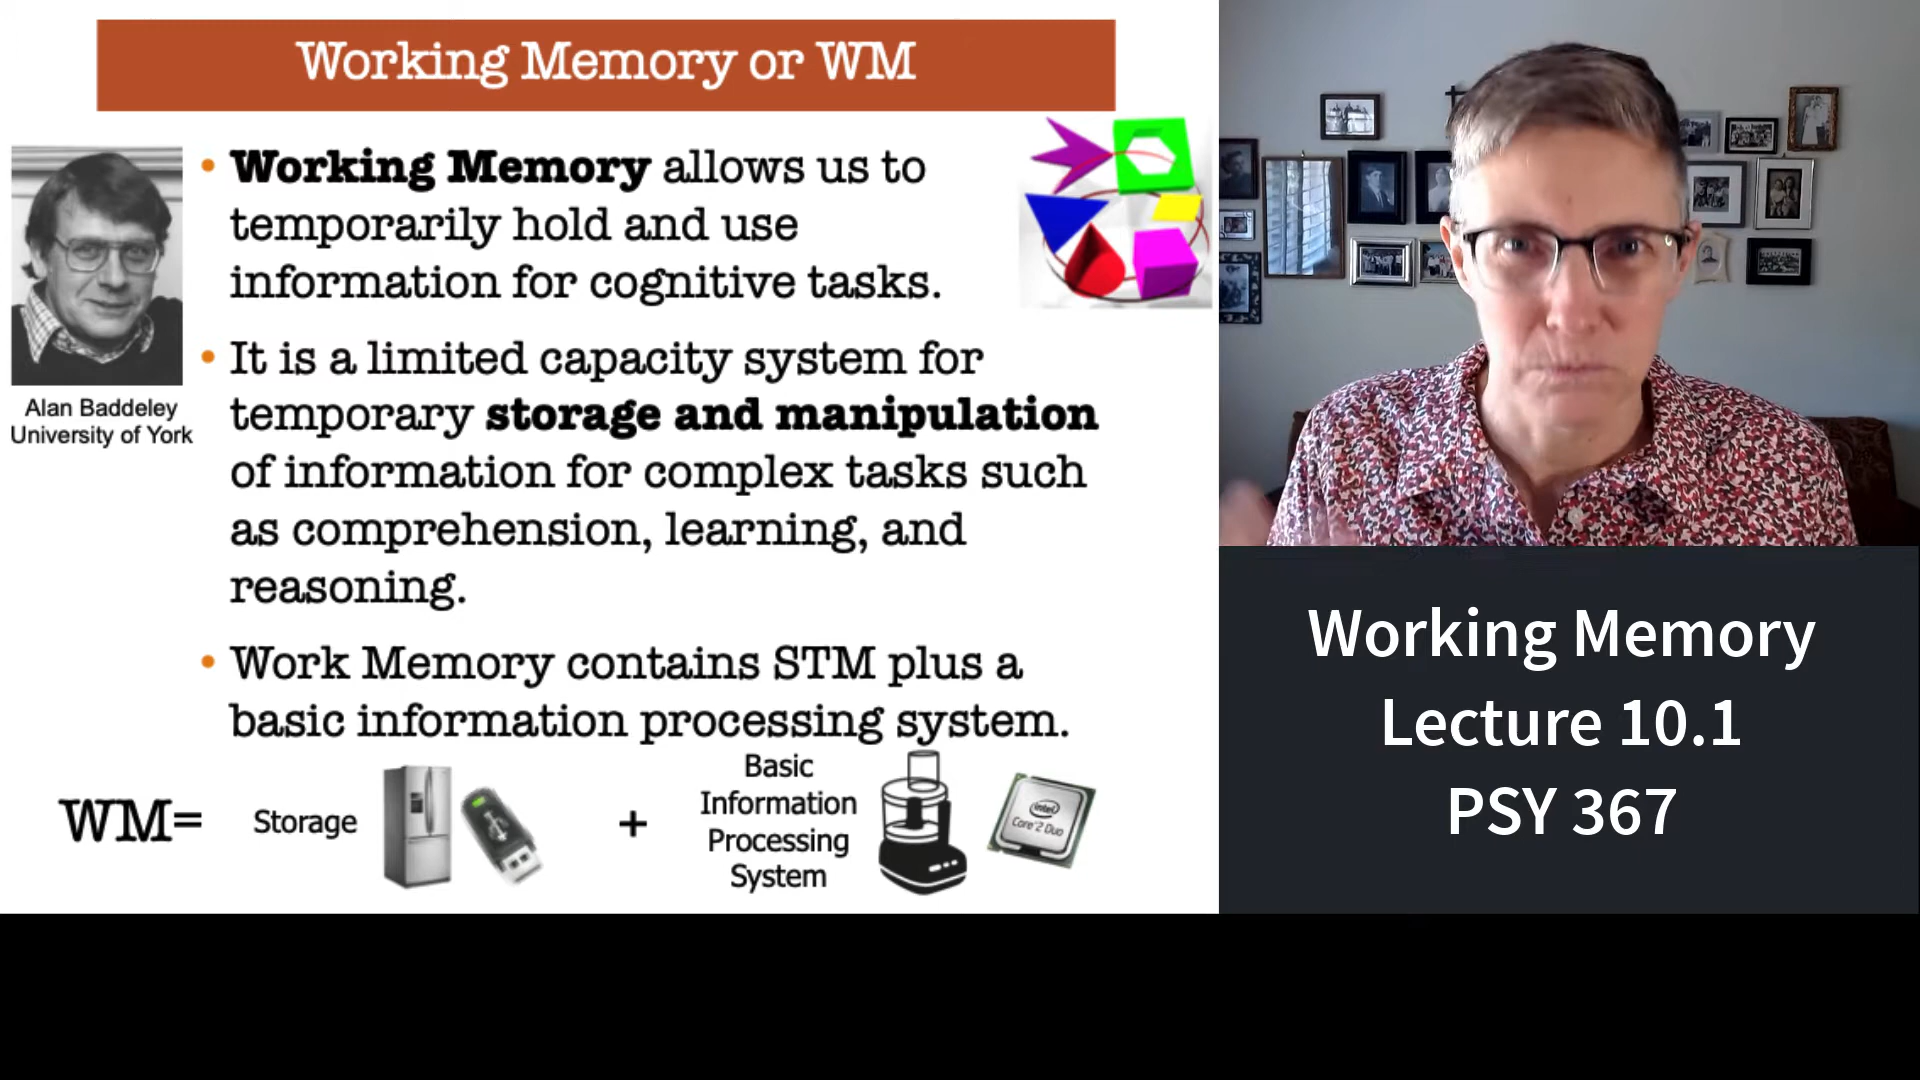 Working Memory or WM
• Working Memory allows us to
temporarily hold and use
information for cognitive tasks.
• It is a limited capacity system for
temporary storage and manipulation
of information for complex tasks such
as comprehension, learning, and
reasoning.
• Work Memory contains STM plus a
basic information processing system.
Alan Baddeley
University of York
WM=
Storage
+
Basic
Information
Processing
System
intel
Core 2 Duo
Working Memory
Lecture 10.1
PSY 367